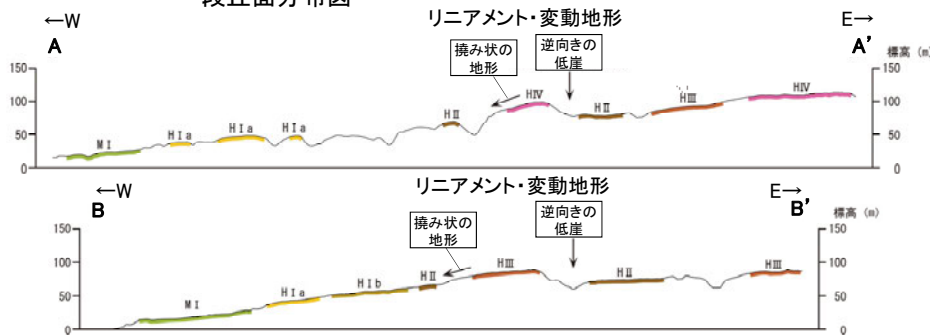 段丘面分布図
リニアメント・変動地形
←W
E→
A
A'
標高 (m)
撓み状の
地形
逆向きの
低崖
150
100
50
0
150
100
50
0
MⅠ
HⅠa
HⅠa
HⅠa
HⅡ
HⅣ
HⅡ
HⅢ
HⅣ
リニアメント・変動地形
←W
E→
B
B'
標高 (m)
撓み状の
地形
逆向きの
低崖
150
100
50
0
150
100
50
0
MⅠ
HⅠa
HⅠb
HⅡ
HⅢ
HⅡ
HⅢ